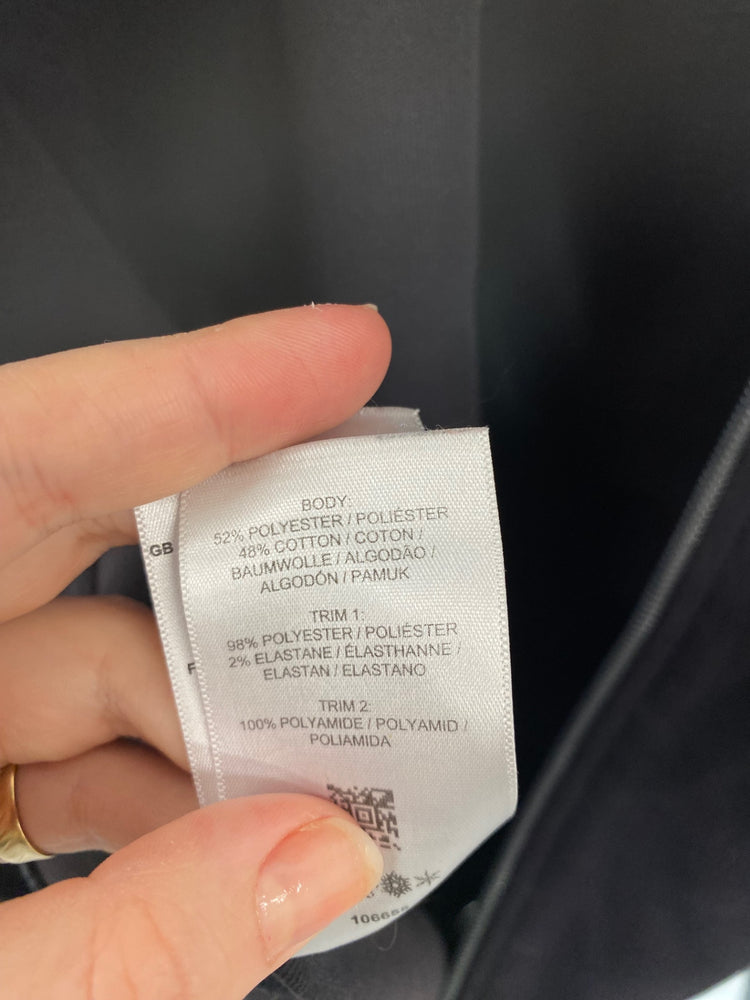 BODY:
52% POLYESTER / POLIÉSTER
48% COTTON / COTON /
BAUMWOLLE / ALGODÃO /
ALGODÓN / PAMUK
TRIM 1:
98% POLYESTER / POLIÉSTER
2% ELASTANE / ÉLASTHANNE /
ELASTAN / ELASTANO
TRIM 2:
100% POLYAMIDE / POLYAMID /
POLIAMIDA
GB